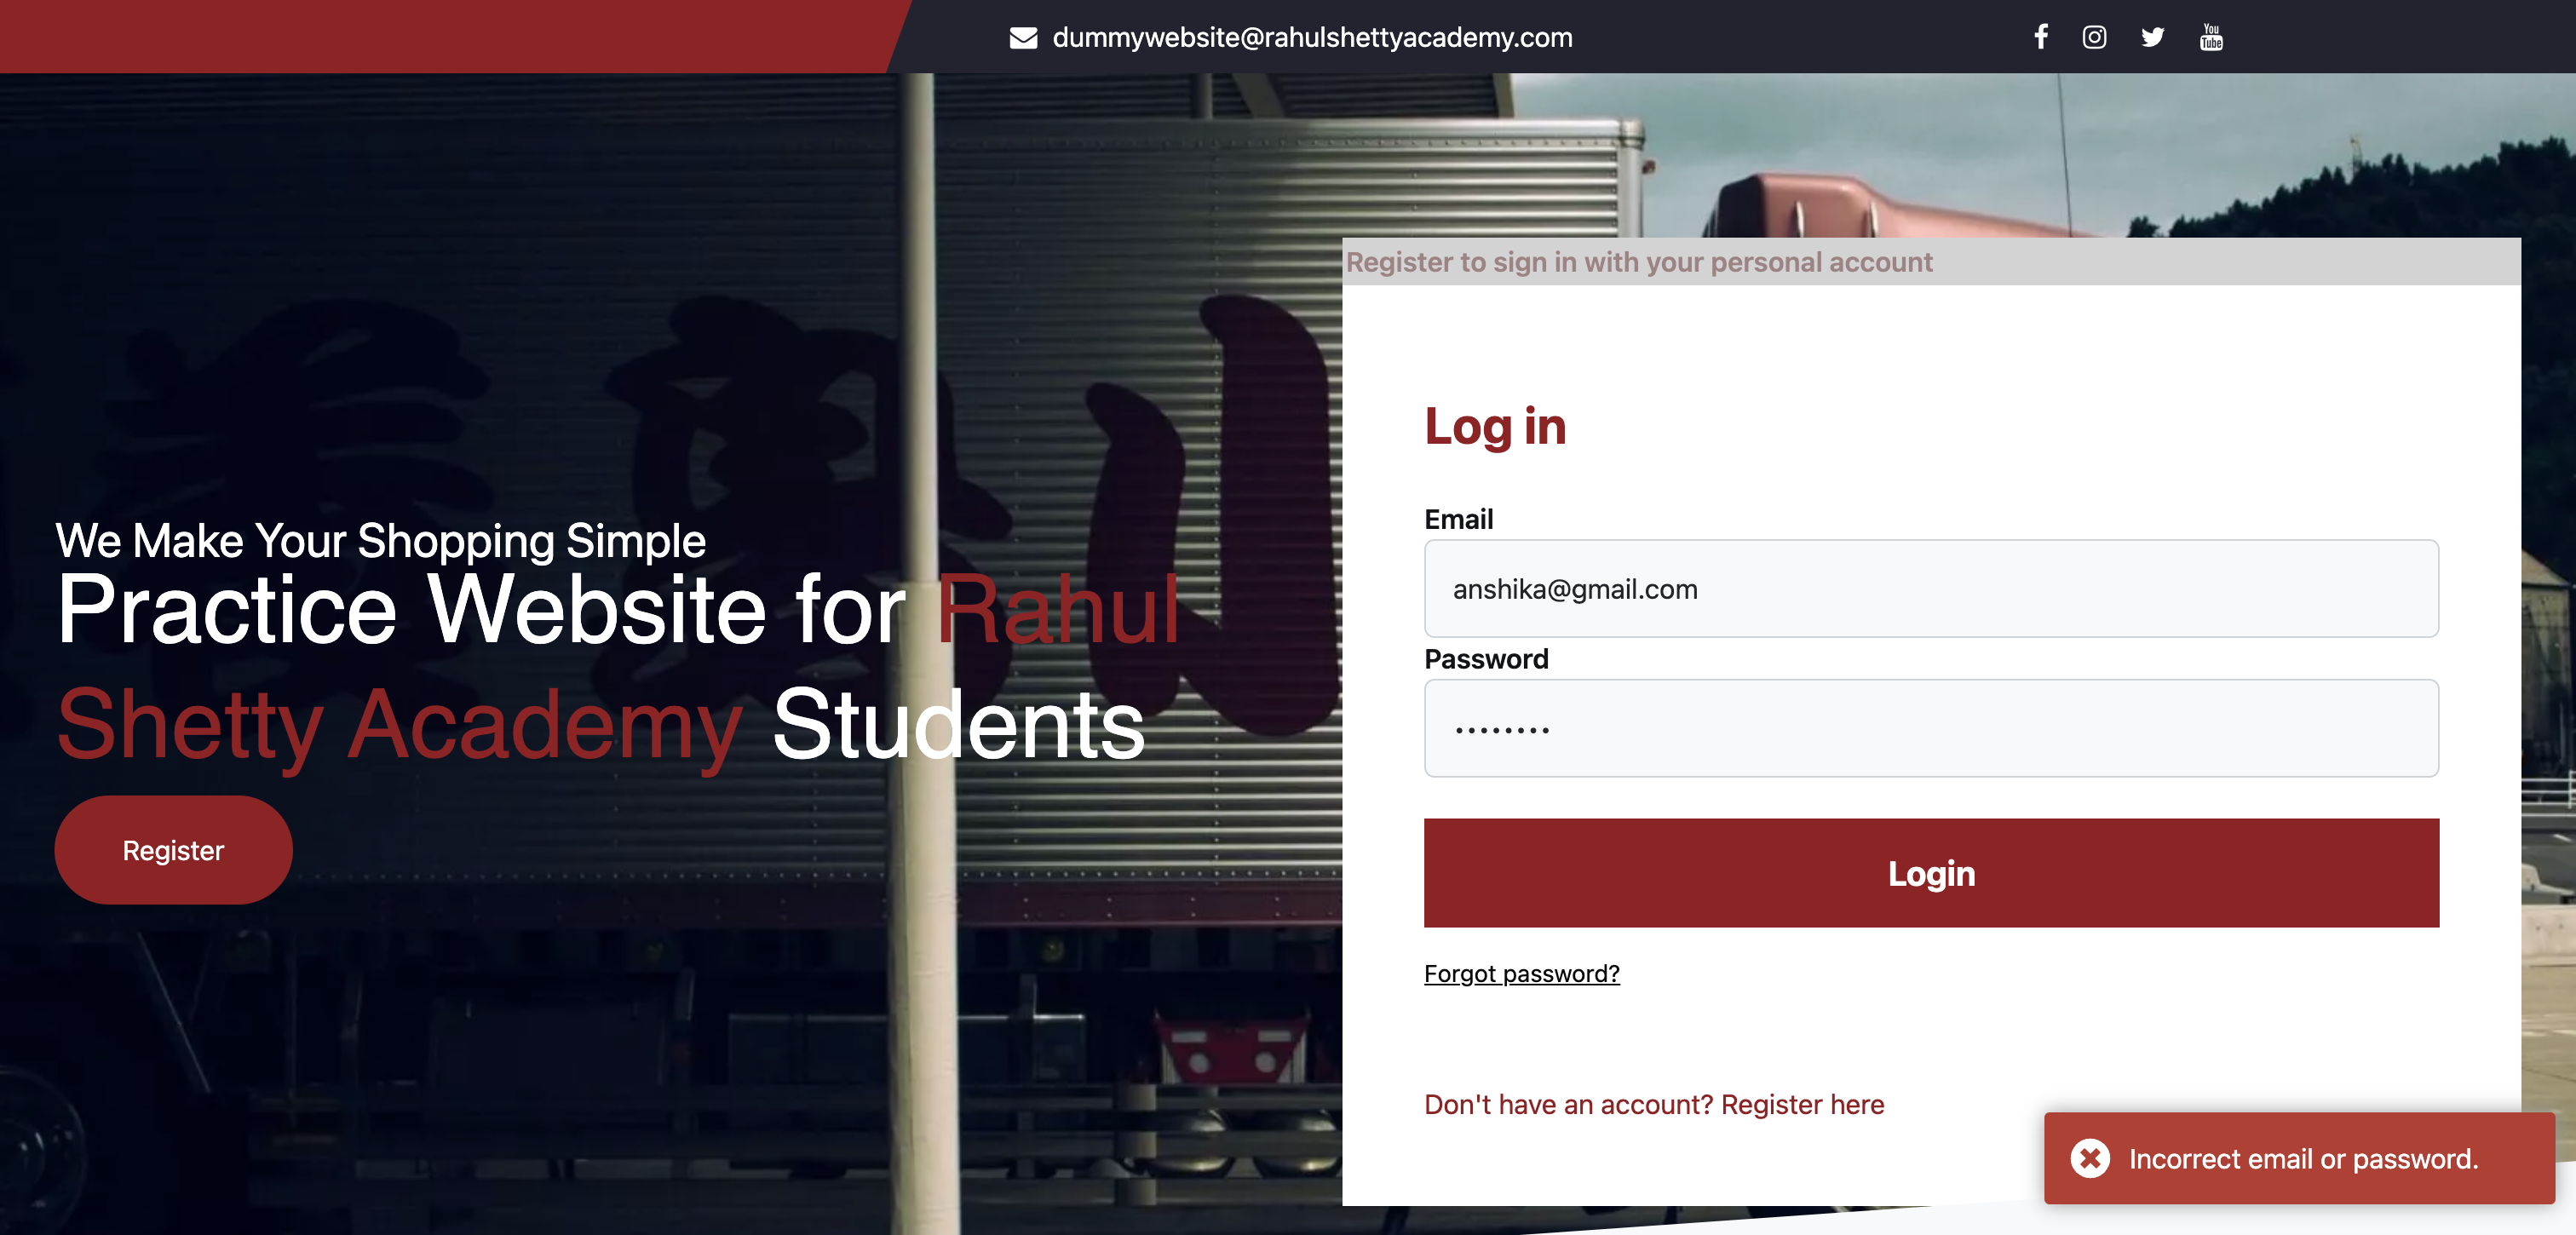 dummywebsite@rahulshettyacademy.com
You
Tube
We Make Your Shopping Simple
Practice Website for Rahul
Shetty Academy Students
Register
Register to sign in with your personal account
Log in
Email
anshika@gmail.com
Password
••••••••
Login
Forgot password?
Don't have an account? Register here
Incorrect email or password.